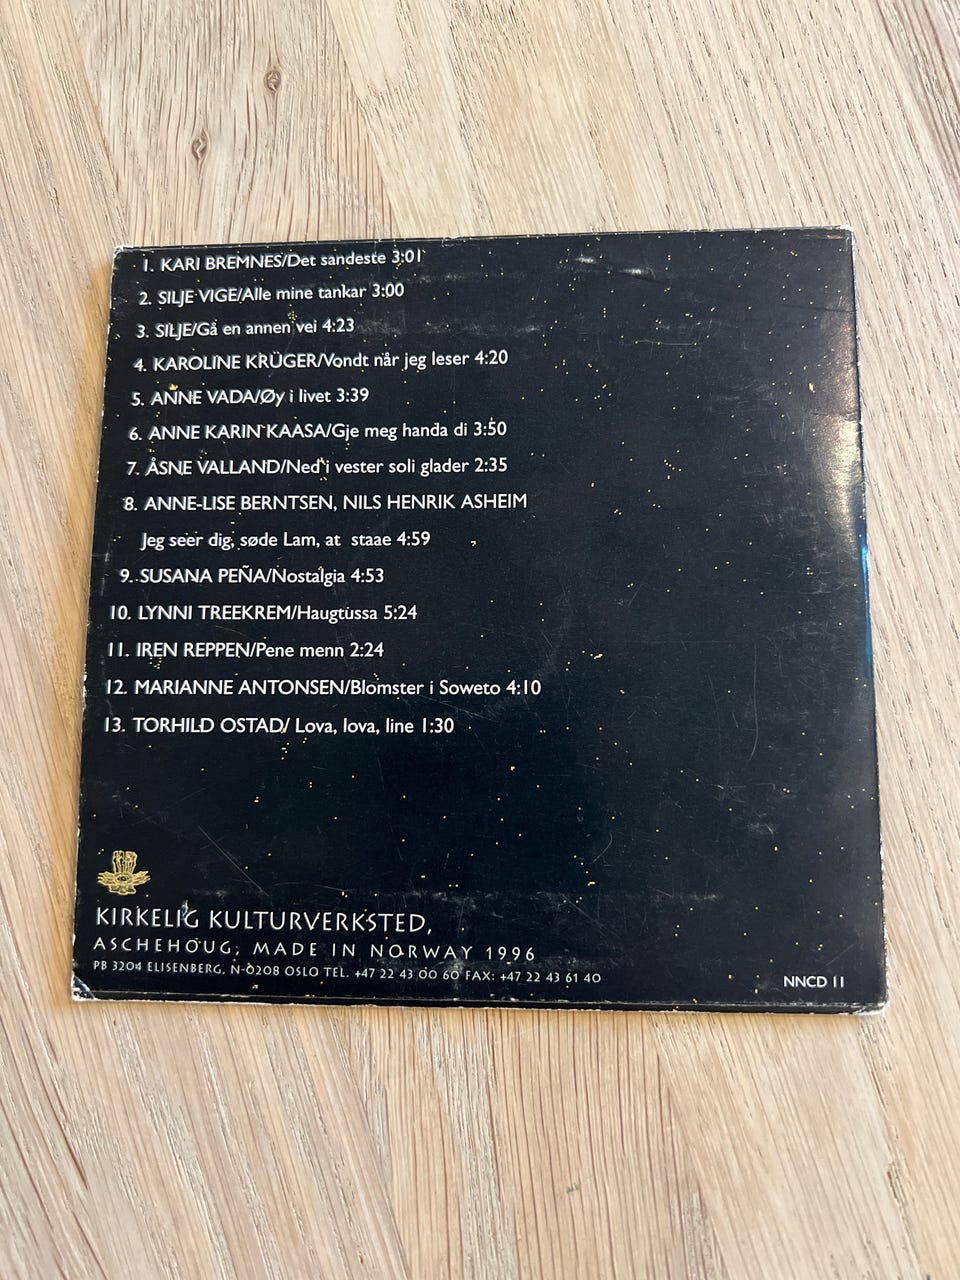 1. KARI BREMNES/Det sandeste 3:01
2. SILJE VIGE/Alle mine tankar 3:00
3. SILJE/Gå en annen vei 4:23
4. KAROLINE KRÜGER/Vondt når jeg leser 4:20
5. ANNE VADA/Øy i livet 3:39
6. ANNE KARIN KAASA/Gje meg handa di 3:50
7. ÅSNE VALLAND/Ned i vester soli glader 2:35
8. ANNE-LISE BERNTSEN, NILS HENRIK ASHEIM
Jeg seer dig, søde Lam, at staae 4:59
9. SUSANA PEÑA/Nostalgia 4:53
10. LYNNI TREEKREM/Haugtussa 5:24
11. IREN REPPEN/Pene menn 2:24
12. MARIANNE ANTONSEN/Blomster i Soweto 4:10
13. TORHILD OSTAD/ Lova, lova, line 1:30
KIRKELIG KULTURVERKSTED,
ASCHEHOUG, MADE IN NORWAY 1996
PB 3204 ELISENBERG, N-0208 OSLO TEL. +47 22 43 00 60 FAX: +47 22 43 61 40
NNCD 11